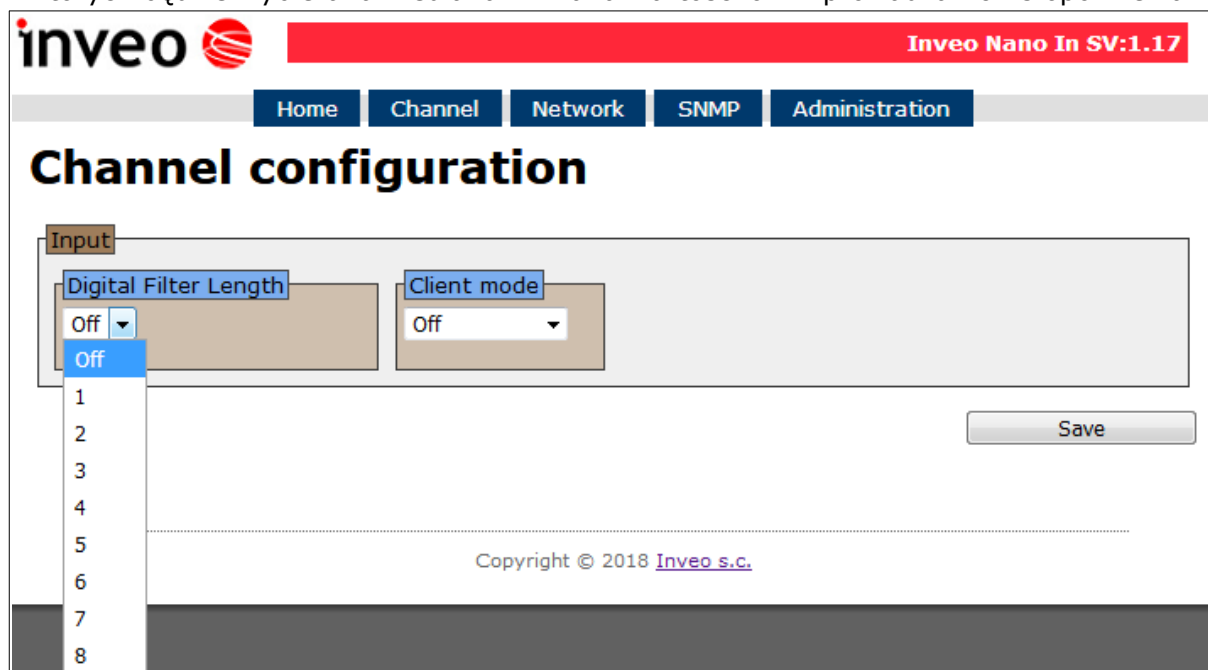 inveo
Inveo Nano In SV:1.17
Home Channel Network SNMP Administration
Channel configuration
Input
Digital Filter Length Client mode
Off Off
Off
1
2
3
4
5
6
7
8
Save
Copyright © 2018 Inveo s.c.